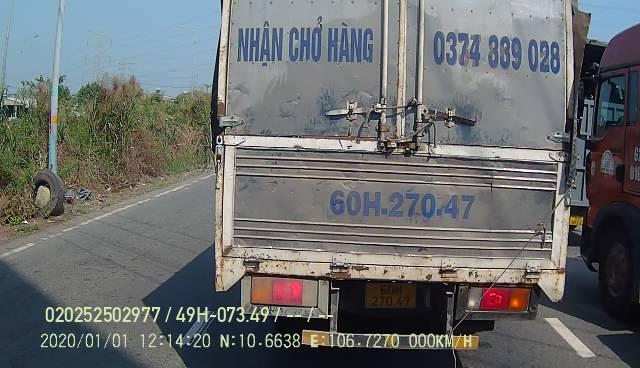 NHẬN CHỞ HÀNG 0374 889 028
60H-270.47
60H
270.47
020252502977 / 49H-073.49 / -- / --
2020/01/01 12:14:20 N:10.6638 E:106.7270 000KM/H